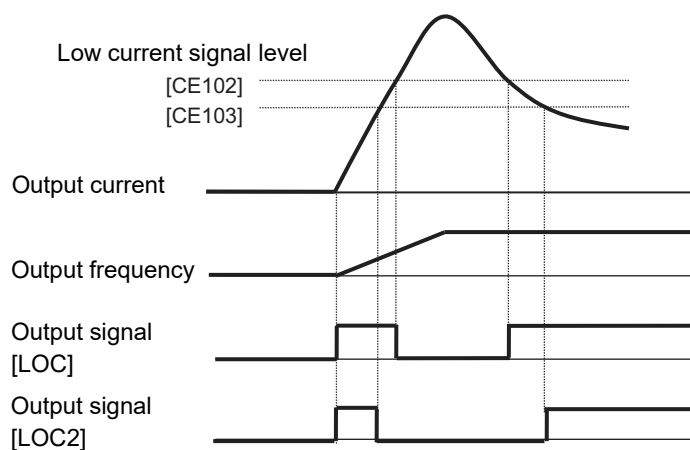 Low current signal level
[CE102]
[CE103]
Output current
Output frequency
Output signal
[LOC]
Output signal
[LOC2]